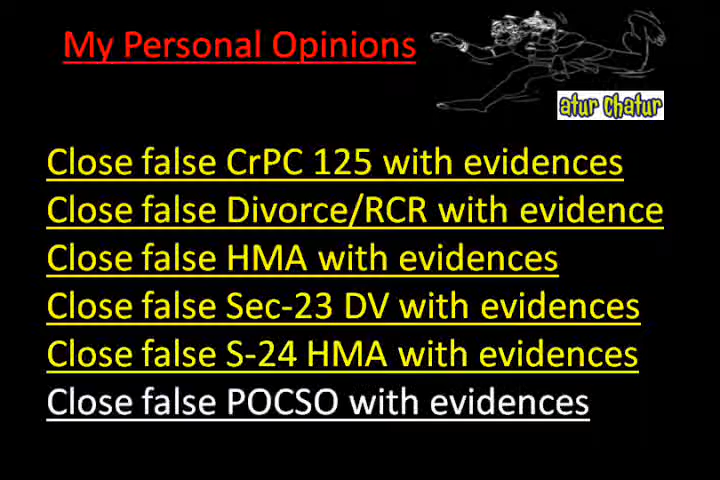 My Personal Opinions
atur Chatur
Close false CrPC 125 with evidences
Close false Divorce/RCR with evidence
Close false HMA with evidences
Close false Sec-23 DV with evidences
Close false S-24 HMA with evidences
Close false POCSO with evidences